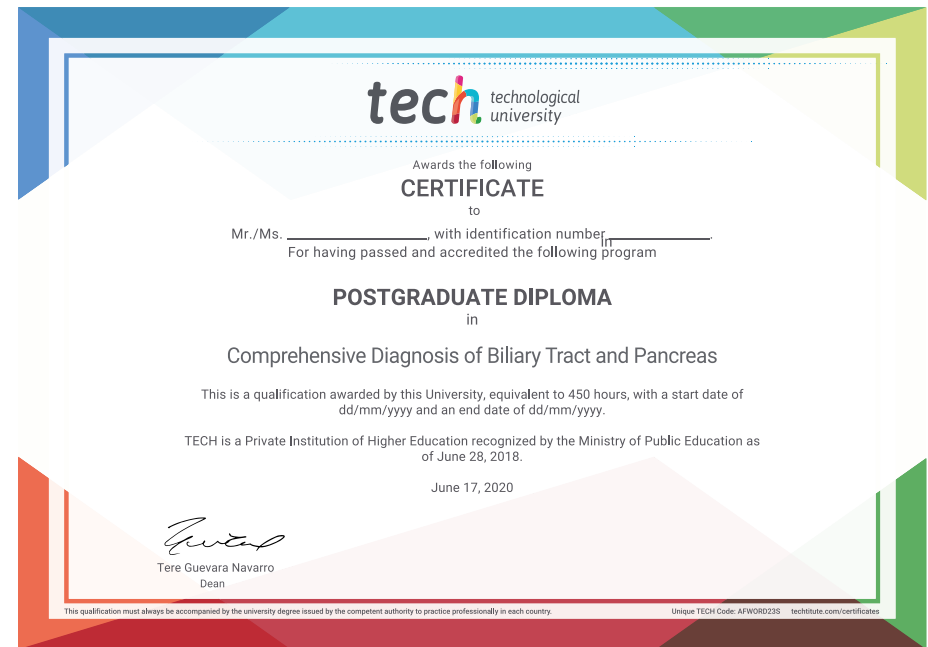 tech technological
university
Awards the following
CERTIFICATE
to
Mr./Ms. ____________, with identification number ____________.
in
For having passed and accredited the following program
POSTGRADUATE DIPLOMA
in
Comprehensive Diagnosis of Biliary Tract and Pancreas
This is a qualification awarded by this University, equivalent to 450 hours, with a start date of
dd/mm/yyyy and an end date of dd/mm/yyyy.
TECH is a Private Institution of Higher Education recognized by the Ministry of Public Education as
of June 28, 2018.
June 17, 2020
Tere Guevara Navarro
Dean
This qualification must always be accompanied by the university degree issued by the competent authority to practice professionally in each country.
Unique TECH Code: AFWORD23S techtitute.com/certificates